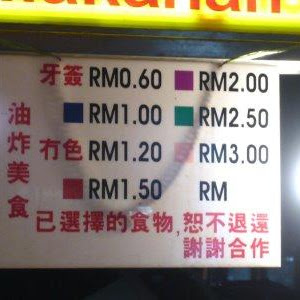 Makanan
油炸美食
牙簽 RM0.60 RM2.00
RM1.00 RM2.50
冇色 RM1.20 RM3.00
RM1.50 RM
已選擇的食物,恕不退還
謝謝合作